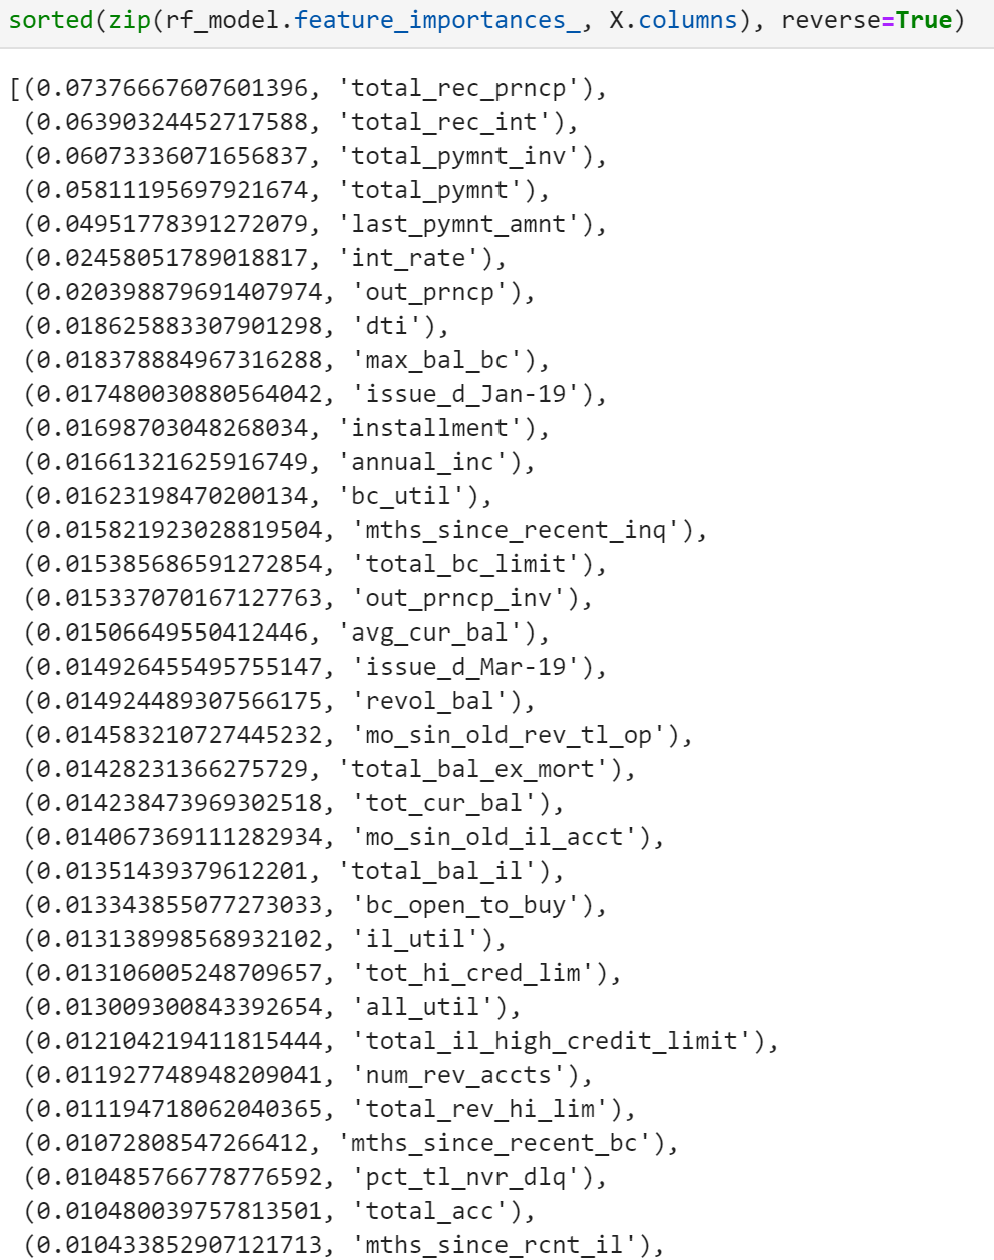 sorted(zip(rf_model.feature_importances_, X.columns), reverse=True)
[(0.07376667607601396, 'total_rec_prncp'),
(0.06390324452717588, 'total_rec_int'),
(0.06073336071656837, 'total_pymnt_inv'),
(0.05811195697921674, 'total_pymnt'),
(0.04951778391272079, 'last_pymnt_amnt'),
(0.02458051789018817, 'int_rate'),
(0.020398879691407974, 'out_prncp'),
(0.018625883307901298, 'dti'),
(0.018378884967316288, 'max_bal_bc'),
(0.017480030880564042, 'issue_d_Jan-19'),
(0.01698703048268034, 'installment'),
(0.01661321625916749, 'annual_inc'),
(0.01623198470200134, 'bc_util'),
(0.015821923028819504, 'mths_since_recent_inq'),
(0.015385686591272854, 'total_bc_limit'),
(0.015337070167127763, 'out_prncp_inv'),
(0.01506649550412446, 'avg_cur_bal'),
(0.014926455495755147, 'issue_d_Mar-19'),
(0.014924489307566175, 'revol_bal'),
(0.014583210727445232, 'mo_sin_old_rev_tl_op'),
(0.01428231366275729, 'total_bal_ex_mort'),
(0.014238473969302518, 'tot_cur_bal'),
(0.014067369111282934, 'mo_sin_old_il_acct'),
(0.01351439379612201, 'total_bal_il'),
(0.013343855077273033, 'bc_open_to_buy'),
(0.013138998568932102, 'il_util'),
(0.013106005248709657, 'tot_hi_cred_lim'),
(0.013009300843392654, 'all_util'),
(0.012104219411815444, 'total_il_high_credit_limit'),
(0.011927748948209041, 'num_rev_accts'),
(0.011194718062040365, 'total_rev_hi_lim'),
(0.01072808547266412, 'mths_since_recent_bc'),
(0.010485766778776592, 'pct_tl_nvr_dlq'),
(0.010480039757813501, 'total_acc'),
(0.010433852907121713, 'mths_since_rcnt_il'),